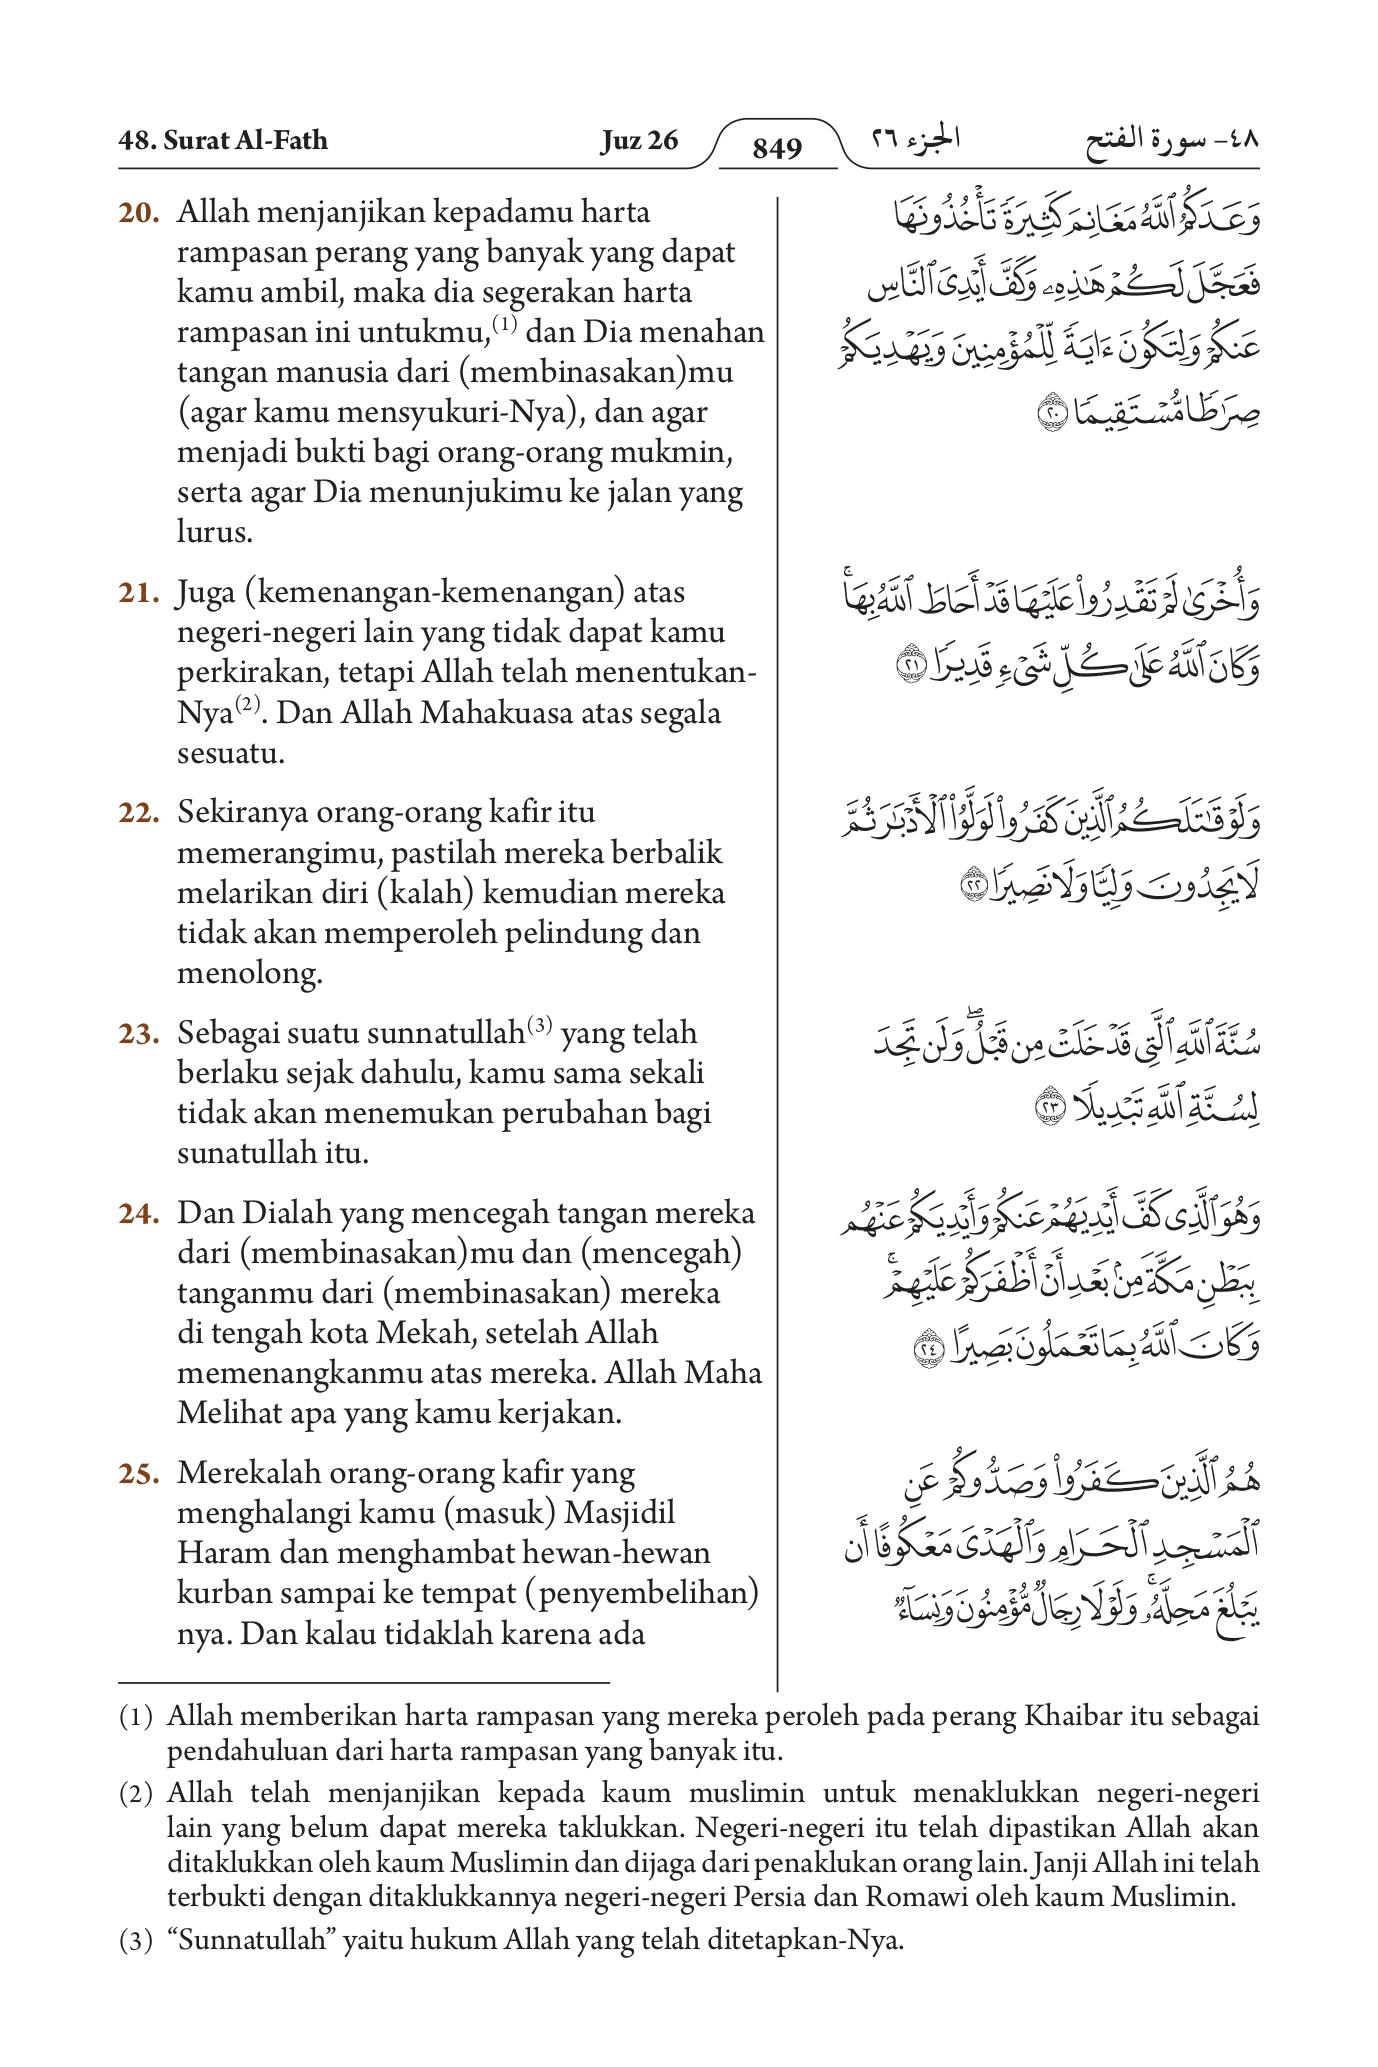 48. Surat Al-Fath
Juz 26
849
الجزء ٢٦
٤٨- سورة الفتح
20. Allah menjanjikan kepadamu harta
rampasan perang yang banyak yang dapat
kamu ambil, maka dia segerakan harta
rampasan ini untukmu,(1) dan Dia menahan
tangan manusia dari (membinasakan)mu
(agar kamu mensyukuri-Nya), dan agar
menjadi bukti bagi orang-orang mukmin,
serta agar Dia menunjukimu ke jalan yang
lurus.
21. Juga (kemenangan-kemenangan) atas
negeri-negeri lain yang tidak dapat kamu
perkirakan, tetapi Allah telah menentukan-
Nya(2). Dan Allah Mahakuasa atas segala
sesuatu.
22. Sekiranya orang-orang kafir itu
memerangimu, pastilah mereka berbalik
melarikan diri (kalah) kemudian mereka
tidak akan memperoleh pelindung dan
menolong.
23. Sebagai suatu sunnatullah(3) yang telah
berlaku sejak dahulu, kamu sama sekali
tidak akan menemukan perubahan bagi
sunatullah itu.
24. Dan Dialah yang mencegah tangan mereka
dari (membinasakan)mu dan (mencegah)
tanganmu dari (membinasakan) mereka
di tengah kota Mekah, setelah Allah
memenangkanmu atas mereka. Allah Maha
Melihat apa yang kamu kerjakan.
25. Merekalah orang-orang kafir yang
menghalangi kamu (masuk) Masjidil
Haram dan menghambat hewan-hewan
kurban sampai ke tempat (penyembelihan)
nya. Dan kalau tidaklah karena ada
وَعَدَكُمُ ٱللَّهُ مَغَانِمَ كَثِيرَةٗ تَأۡخُذُونَهَا
فَعَجَّلَ لَكُمۡ هَٰذِهِۦ وَكَفَّ أَيۡدِيَ ٱلنَّاسِ
عَنكُمۡ وَلِتَكُونَ ءَايَةٗ لِّلۡمُؤۡمِنِينَ وَيَهۡدِيَكُمۡ
صِرَٰطٗا مُّسۡتَقِيمٗا ٢٠
وَأُخۡرَىٰ لَمۡ تَقۡدِرُواْ عَلَيۡهَا قَدۡ أَحَاطَ ٱللَّهُ بِهَاۚ
وَكَانَ ٱللَّهُ عَلَىٰ كُلِّ شَيۡءٖ قَدِيرٗا ٢١
وَلَوۡ قَٰتَلَكُمُ ٱلَّذِينَ كَفَرُواْ لَوَلَّوُاْ ٱلۡأَدۡبَٰرَ ثُمَّ
لَا يَجِدُونَ وَلِيّٗا وَلَا نَصِيرٗا ٢٢
سُنَّةَ ٱللَّهِ ٱلَّتِي قَدۡ خَلَتۡ مِن قَبۡلُۖ وَلَن تَجِدَ
لِسُنَّةِ ٱللَّهِ تَبۡدِيلٗا ٢٣
وَهُوَ ٱلَّذِي كَفَّ أَيۡدِيَهُمۡ عَنكُمۡ وَأَيۡدِيَكُمۡ عَنۡهُم
بِبَطۡنِ مَكَّةَ مِنۢ بَعۡدِ أَنۡ أَظۡفَرَكُمۡ عَلَيۡهِمۡۚ
وَكَانَ ٱللَّهُ بِمَا تَعۡمَلُونَ بَصِيرًا ٢٤
هُمُ ٱلَّذِينَ كَفَرُواْ وَصَدُّوكُمۡ عَنِ
ٱلۡمَسۡجِدِ ٱلۡحَرَامِ وَٱلۡهَدۡيَ مَعۡكُوفًا أَن
يَبۡلُغَ مَحِلَّهُۥۚ وَلَوۡلَا رِجَالٞ مُّؤۡمِنُونَ وَنِسَآءٞ
(1) Allah memberikan harta rampasan yang mereka peroleh pada perang Khaibar itu sebagai
pendahuluan dari harta rampasan yang banyak itu.
(2) Allah telah menjanjikan kepada kaum muslimin untuk menaklukkan negeri-negeri
lain yang belum dapat mereka taklukkan. Negeri-negeri itu telah dipastikan Allah akan
ditaklukkan oleh kaum Muslimin dan dijaga dari penaklukan orang lain. Janji Allah ini telah
terbukti dengan ditaklukkannya negeri-negeri Persia dan Romawi oleh kaum Muslimin.
(3) “Sunnatullah” yaitu hukum Allah yang telah ditetapkan-Nya.